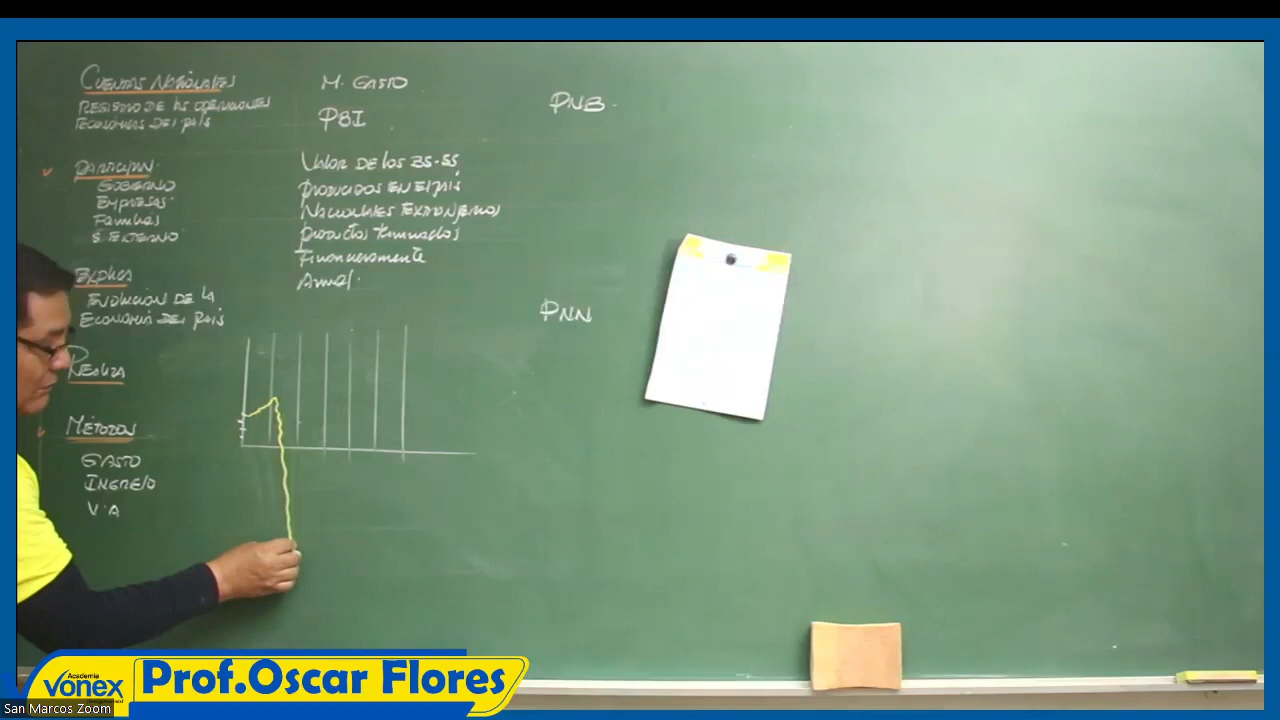 CUENTAS NACIONALES
REGISTRO DE LAS OPERACIONES
ECONÓMICAS DEL PAÍS
PARTICIPAN
GOBIERNO
EMPRESAS
FAMILIAS
S. EXTERNO
EXPLICA
EVOLUCIÓN DE LA
ECONOMÍA DEL PAÍS
REALIZA
MÉTODOS
GASTO
INGRESO
V.A
M. GASTO
PBI
VALOR DE LOS BS-SS
PRODUCIDOS EN EL PAÍS
NACIONALES EXTRANJEROS
PRODUCTOS TERMINADOS
FINANCIERAMENTE
ANUAL.
PNB.
PNN
Academia
vonex
Prof.Oscar Flores
San Marcos Zoom